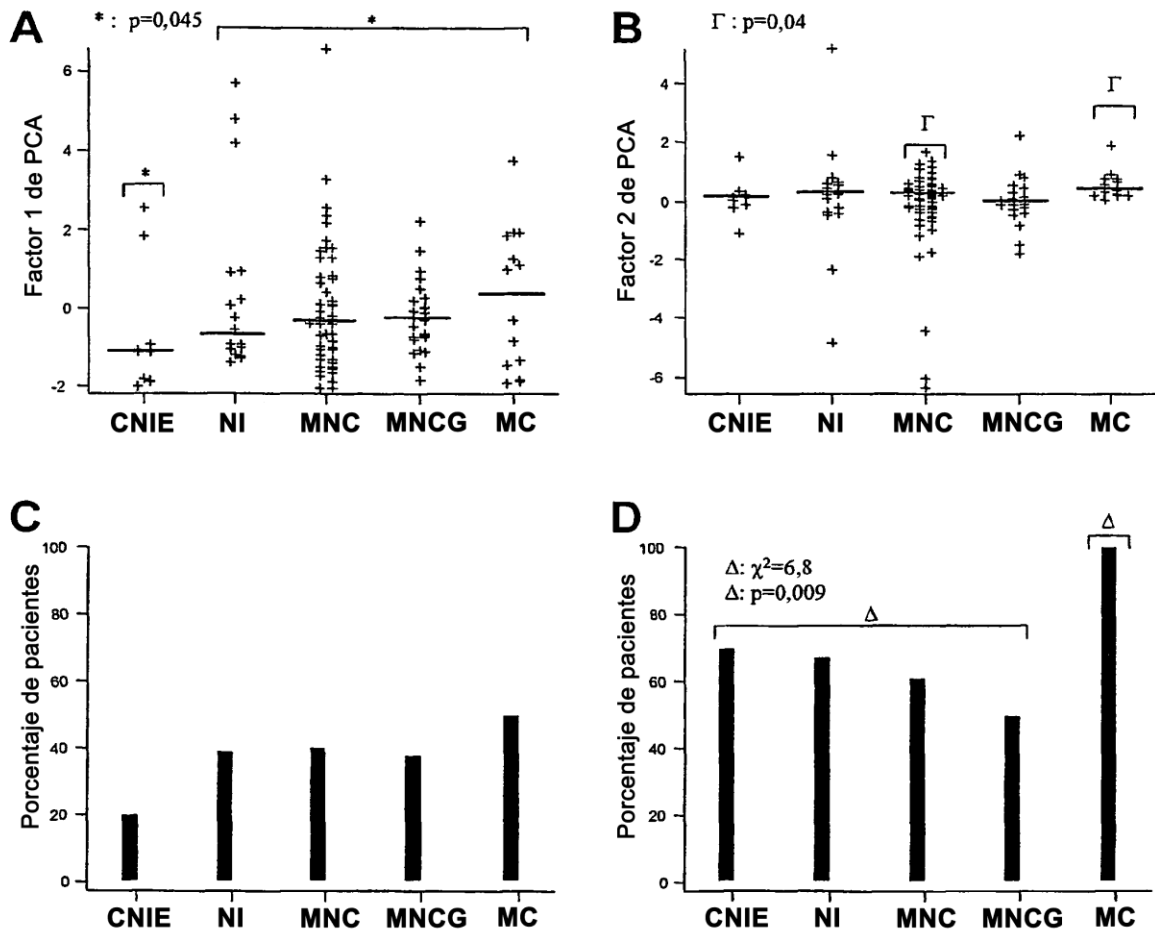 A
* : p=0,045
*
*
Factor 1 de PCA
6
4
2
0
-2
CNIE NI MNC MNCG MC
B
Γ : p=0,04
Γ
Γ
Factor 2 de PCA
4
2
0
-2
-4
-6
CNIE NI MNC MNCG MC
C
Porcentaje de pacientes
100
80
60
40
20
0
CNIE NI MNC MNCG MC
D
Δ
Δ: χ²=6,8
Δ: p=0,009
Δ
Porcentaje de pacientes
100
80
60
40
20
0
CNIE NI MNC MNCG MC